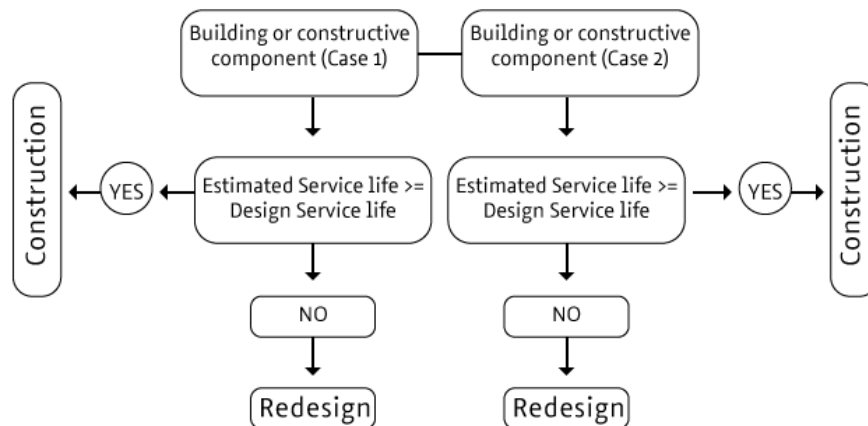 Building or constructive
component (Case 1)
Building or constructive
component (Case 2)
Construction
YES
Estimated Service life >=
Design Service life
Estimated Service life >=
Design Service life
YES
Construction
NO
NO
Redesign
Redesign